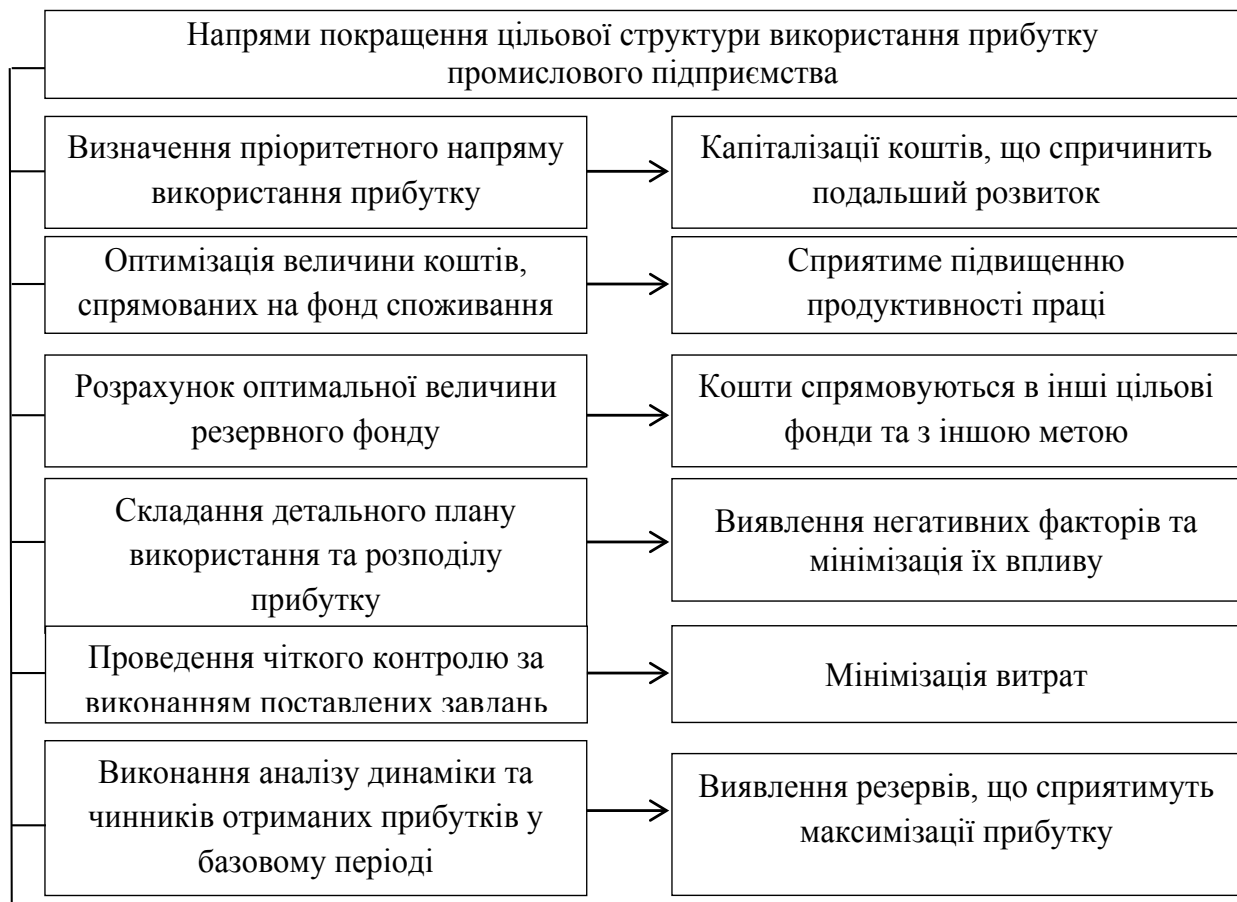 Напрями покращення цільової структури використання прибутку
промислового підприємства
Визначення пріоритетного напряму
використання прибутку
Капіталізації коштів, що спричинить
подальший розвиток
Оптимізація величини коштів,
спрямованих на фонд споживання
Сприятиме підвищенню
продуктивності праці
Розрахунок оптимальної величини
резервного фонду
Кошти спрямовуються в інші цільові
фонди та з іншою метою
Складання детального плану
використання та розподілу
прибутку
Виявлення негативних факторів та
мінімізація їх впливу
Проведення чіткого контролю за
виконанням поставлених завдань
Мінімізація витрат
Виконання аналізу динаміки та
чинників отриманих прибутків у
базовому періоді
Виявлення резервів, що сприятимуть
максимізації прибутку